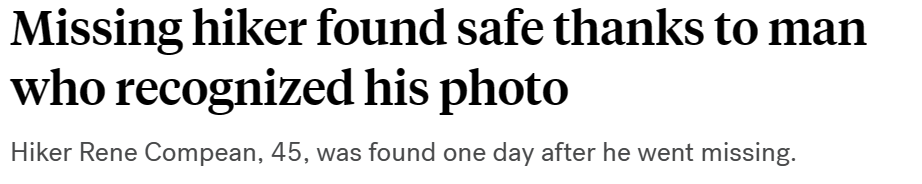 Missing hiker found safe thanks to man
who recognized his photo
Hiker Rene Compean, 45, was found one day after he went missing.